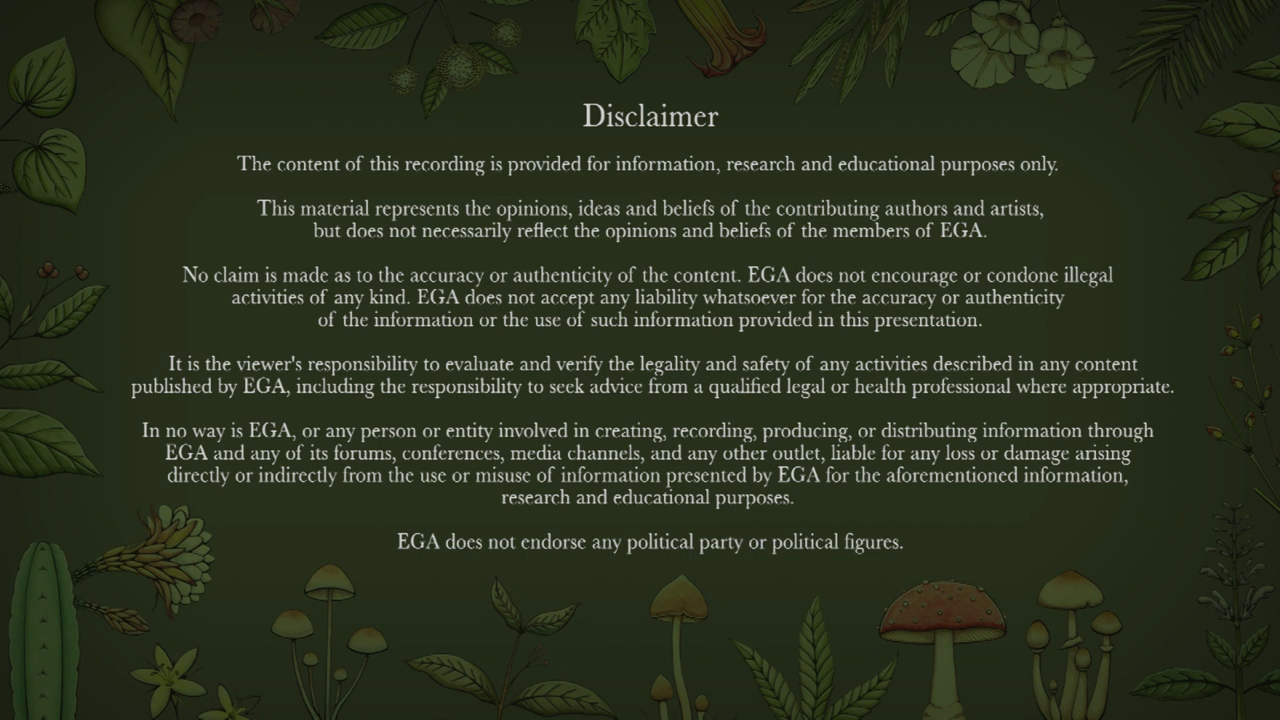 Disclaimer
The content of this recording is provided for information, research and educational purposes only.
This material represents the opinions, ideas and beliefs of the contributing authors and artists,
but does not necessarily reflect the opinions and beliefs of the members of EGA.
No claim is made as to the accuracy or authenticity of the content. EGA does not encourage or condone illegal
activities of any kind. EGA does not accept any liability whatsoever for the accuracy or authenticity
of the information or the use of such information provided in this presentation.
It is the viewer's responsibility to evaluate and verify the legality and safety of any activities described in any content
published by EGA, including the responsibility to seek advice from a qualified legal or health professional where appropriate.
In no way is EGA, or any person or entity involved in creating, recording, producing, or distributing information through
EGA and any of its forums, conferences, media channels, and any other outlet, liable for any loss or damage arising
directly or indirectly from the use or misuse of information presented by EGA for the aforementioned information,
research and educational purposes.
EGA does not endorse any political party or political figures.